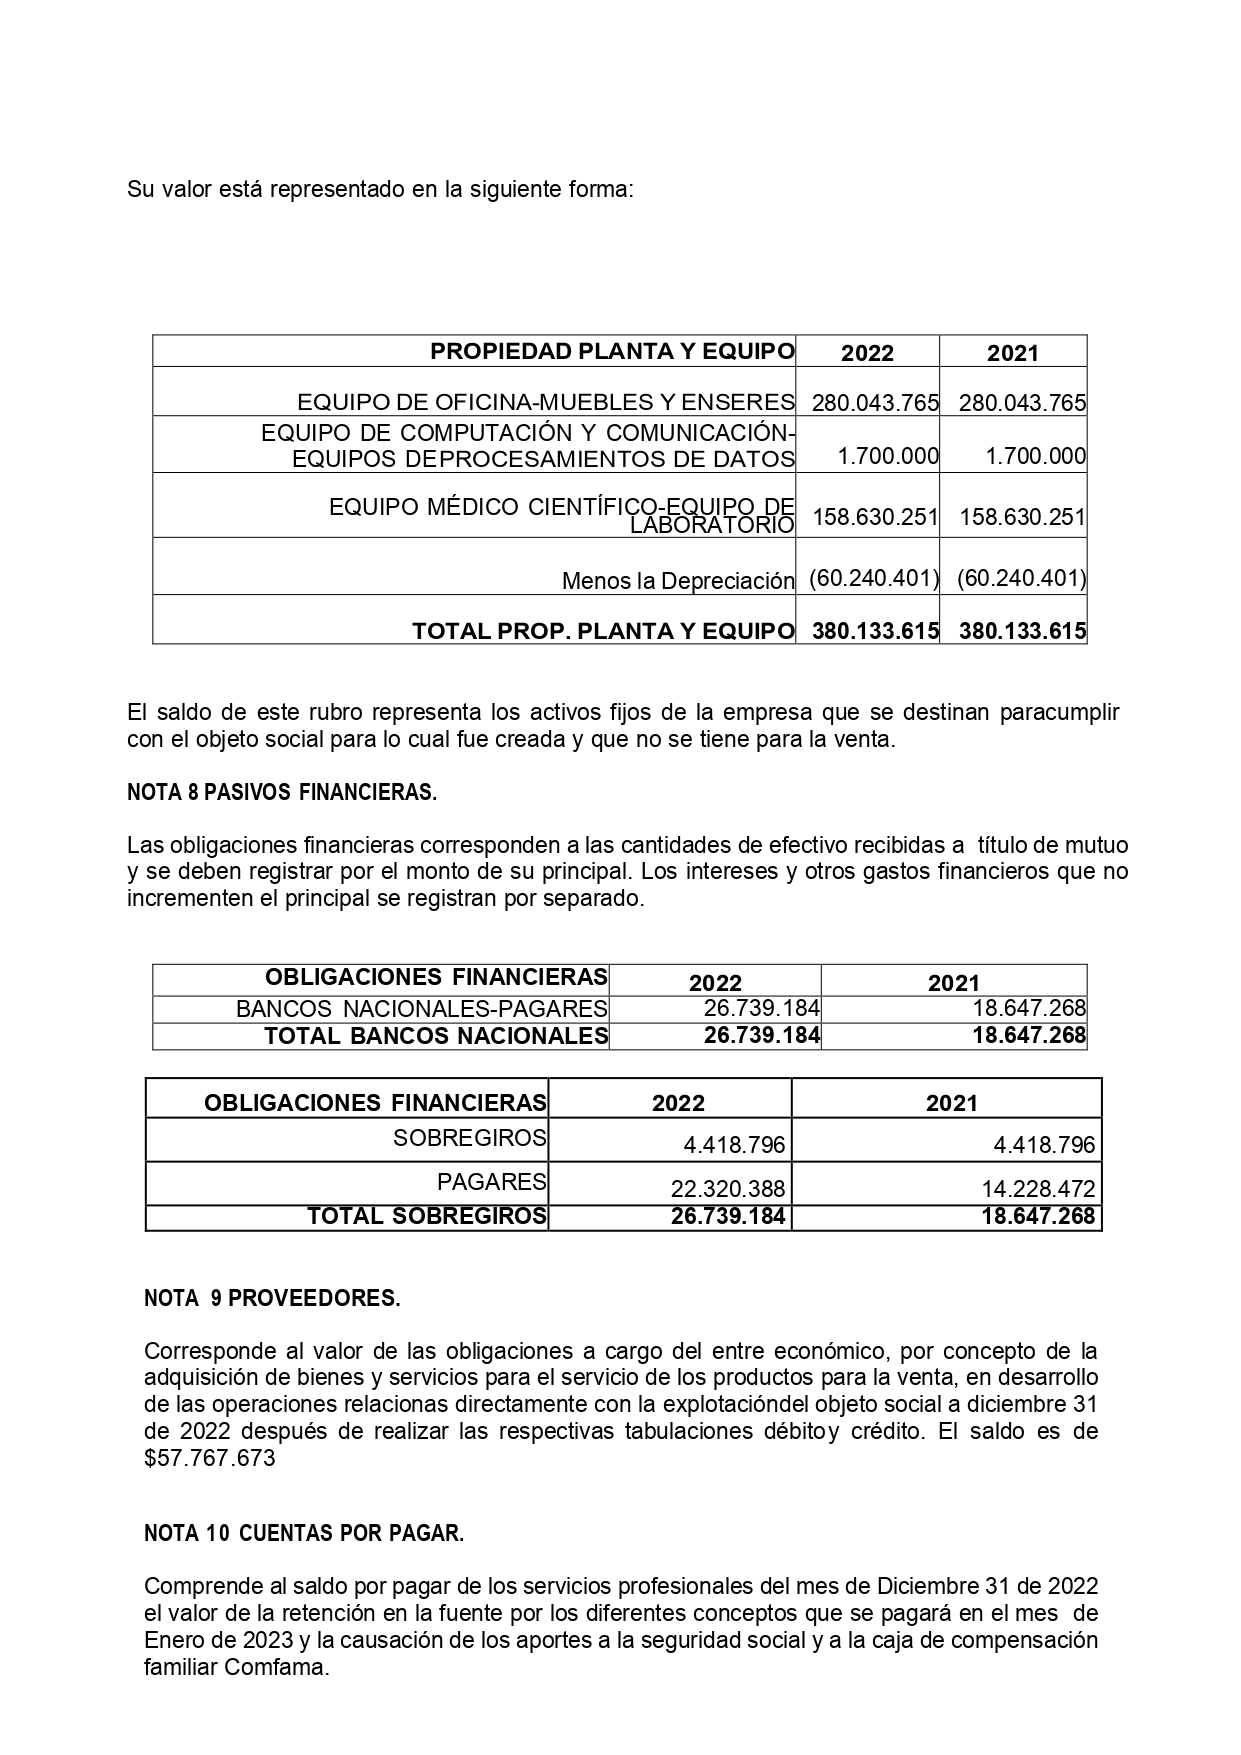 Su valor está representado en la siguiente forma:
PROPIEDAD PLANTA Y EQUIPO 2022 2021
EQUIPO DE OFICINA-MUEBLES Y ENSERES 280.043.765 280.043.765
EQUIPO DE COMPUTACIÓN Y COMUNICACIÓN-
EQUIPOS DEPROCESAMIENTOS DE DATOS 1.700.000 1.700.000
EQUIPO MÉDICO CIENTÍFICO-EQUIPO DE
LABORATORIO 158.630.251 158.630.251
Menos la Depreciación (60.240.401) (60.240.401)
TOTAL PROP. PLANTA Y EQUIPO 380.133.615 380.133.615
El saldo de este rubro representa los activos fijos de la empresa que se destinan paracumplir
con el objeto social para lo cual fue creada y que no se tiene para la venta.
NOTA 8 PASIVOS FINANCIERAS.
Las obligaciones financieras corresponden a las cantidades de efectivo recibidas a título de mutuo
y se deben registrar por el monto de su principal. Los intereses y otros gastos financieros que no
incrementen el principal se registran por separado.
OBLIGACIONES FINANCIERAS 2022 2021
BANCOS NACIONALES-PAGARES 26.739.184 18.647.268
TOTAL BANCOS NACIONALES 26.739.184 18.647.268
OBLIGACIONES FINANCIERAS 2022 2021
SOBREGIROS 4.418.796 4.418.796
PAGARES 22.320.388 14.228.472
TOTAL SOBREGIROS 26.739.184 18.647.268
NOTA 9 PROVEEDORES.
Corresponde al valor de las obligaciones a cargo del entre económico, por concepto de la
adquisición de bienes y servicios para el servicio de los productos para la venta, en desarrollo
de las operaciones relacionas directamente con la explotacióndel objeto social a diciembre 31
de 2022 después de realizar las respectivas tabulaciones débitoy crédito. El saldo es de
$57.767.673
NOTA 10 CUENTAS POR PAGAR.
Comprende al saldo por pagar de los servicios profesionales del mes de Diciembre 31 de 2022
el valor de la retención en la fuente por los diferentes conceptos que se pagará en el mes de
Enero de 2023 y la causación de los aportes a la seguridad social y a la caja de compensación
familiar Comfama.